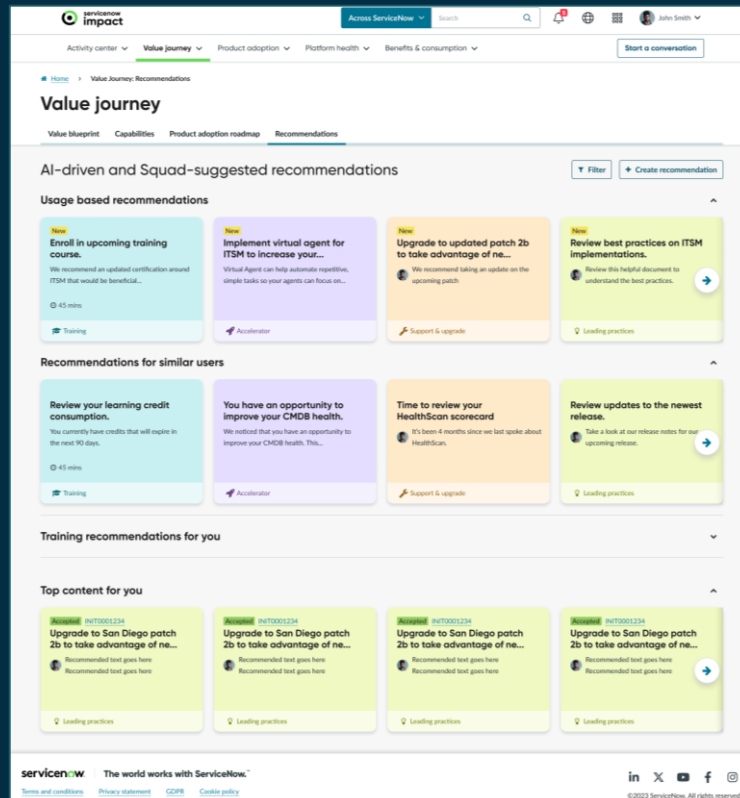 servicenow
impact
Across ServiceNow
Search
John Smith
Activity center
Value journey
Product adoption
Platform health
Benefits & consumption
Start a conversation
Home > Value Journey: Recommendations
Value journey
Value blueprint
Capabilities
Product adoption roadmap
Recommendations
AI-driven and Squad-suggested recommendations
Filter
+ Create recommendation
Usage based recommendations
New
Enroll in upcoming training
course.
We recommend an updated certification around
ITSM that would be beneficial...
45 mins
Training
New
Implement virtual agent for
ITSM to increase your...
Virtual Agent can help automate repetitive,
simple tasks so your agents can focus on...
Accelerator
New
Upgrade to updated patch 2b
to take advantage of ne...
We recommend taking an update on the
upcoming patch
Support & upgrade
New
Review best practices on ITSM
implementations.
Review this helpful document to
understand the best practices.
Leading practices
Recommendations for similar users
Review your learning credit
consumption.
You currently have credits that will expire in
the next 90 days.
45 mins
Training
You have an opportunity to
improve your CMDB health.
We noticed that you have an opportunity to
improve your CMDB health. This...
Accelerator
Time to review your
HealthScan scorecard
It's been 4 months since we last spoke about
HealthScan.
Support & upgrade
Review updates to the newest
release.
Take a look at our release notes for our
upcoming release.
Leading practices
Training recommendations for you
Top content for you
Accepted INIT0001234
Upgrade to San Diego patch
2b to take advantage of ne...
Recommended text goes here
Recommended text goes here
Leading practices
Accepted INIT0001234
Upgrade to San Diego patch
2b to take advantage of ne...
Recommended text goes here
Recommended text goes here
Leading practices
Accepted INIT0001234
Upgrade to San Diego patch
2b to take advantage of ne...
Recommended text goes here
Recommended text goes here
Leading practices
Accepted INIT0001234
Upgrade to San Diego patch
2b to take advantage of ne...
Recommended text goes here
Recommended text goes here
Leading practices
servicenow
The world works with ServiceNow.™
Terms and conditions
Privacy statement
GDPR
Cookie policy
©2023 ServiceNow. All rights reserved